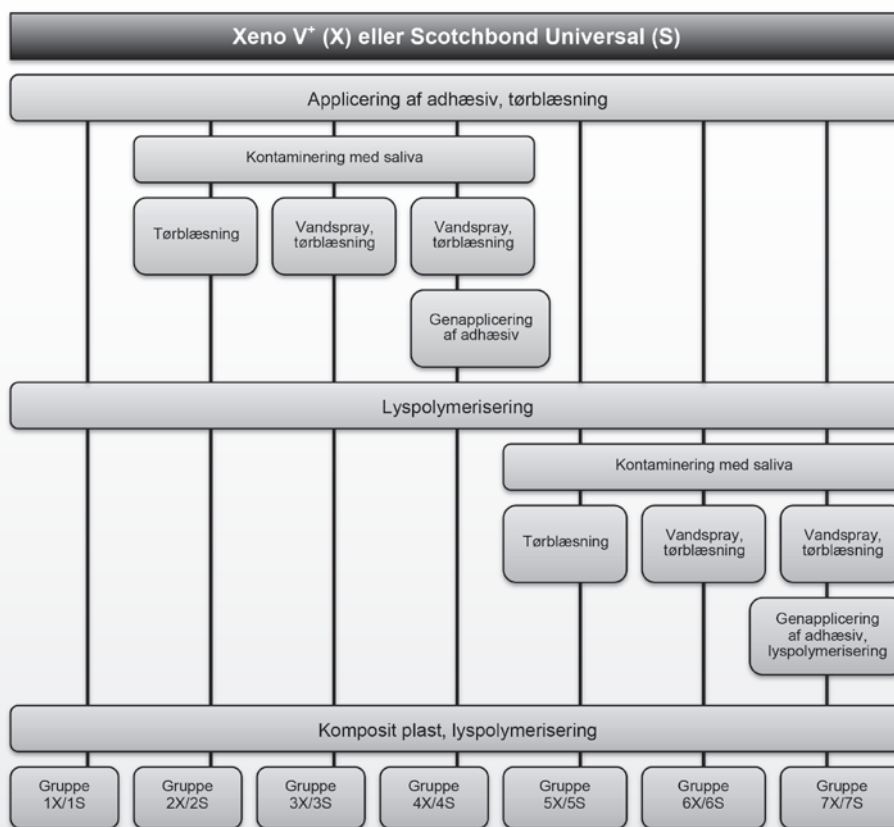 Xeno V⁺ (X) eller Scotchbond Universal (S)
Applicering af adhæsiv, tørblæsning
Kontaminering med saliva
Tørblæsning
Vandspray,
tørblæsning
Vandspray,
tørblæsning
Genapplicering
af adhæsiv
Lyspolymerisering
Kontaminering med saliva
Tørblæsning
Vandspray,
tørblæsning
Vandspray,
tørblæsning
Genapplicering
af adhæsiv,
lyspolymerisering
Komposit plast, lyspolymerisering
Gruppe
1X/1S
Gruppe
2X/2S
Gruppe
3X/3S
Gruppe
4X/4S
Gruppe
5X/5S
Gruppe
6X/6S
Gruppe
7X/7S